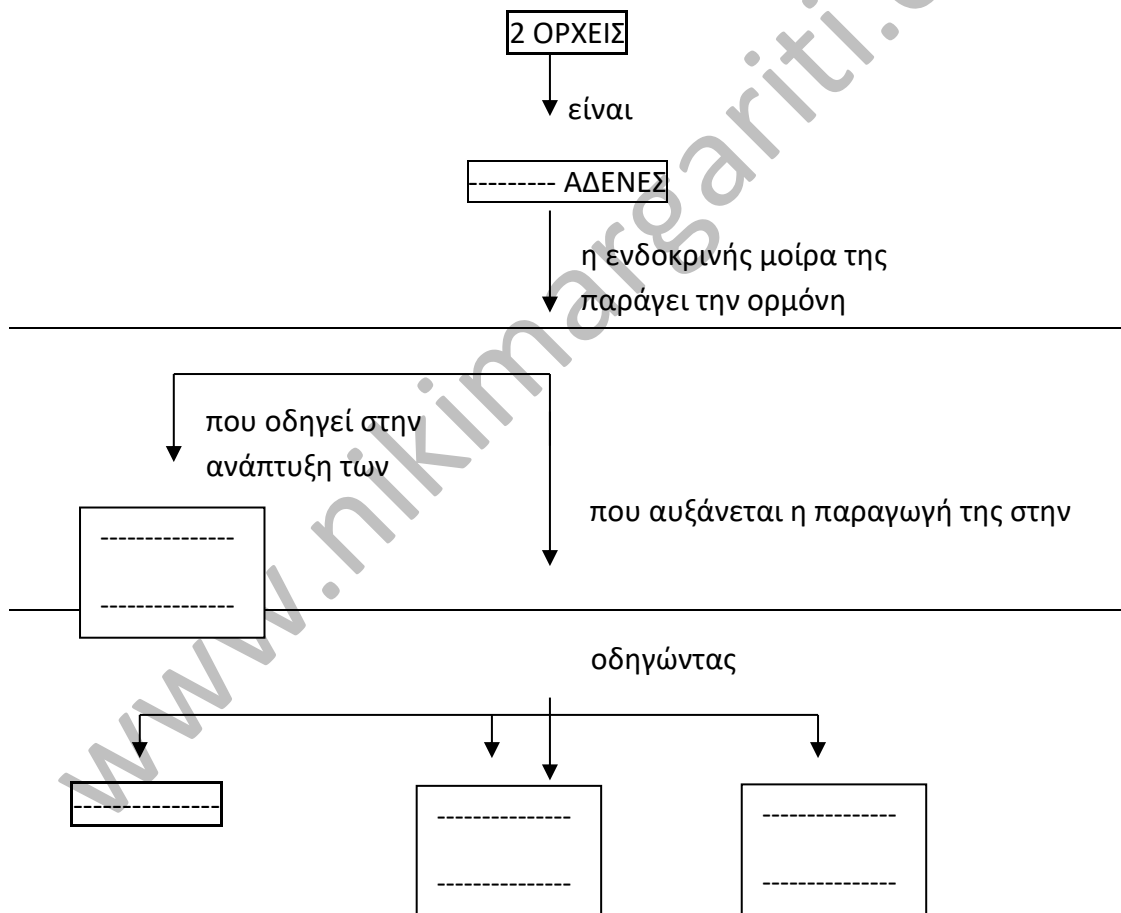 2 ΟΡΧΕΙΣ
είναι
--------- ΑΔΕΝΕΣ
η ενδοκρινής μοίρα της
παράγει την ορμόνη
που οδηγεί στην
ανάπτυξη των
που αυξάνεται η παραγωγή της στην
--------------
--------------
οδηγώντας
----------------
--------------
--------------
--------------
--------------
www.nikimargariti.